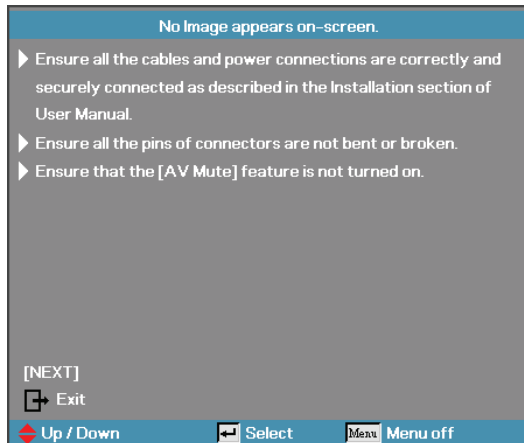 No Image appears on-screen.
Ensure all the cables and power connections are correctly and
securely connected as described in the Installation section of
User Manual.
Ensure all the pins of connectors are not bent or broken.
Ensure that the [AV Mute] feature is not turned on.
[NEXT]
Exit
Up / Down Select Menu Menu off